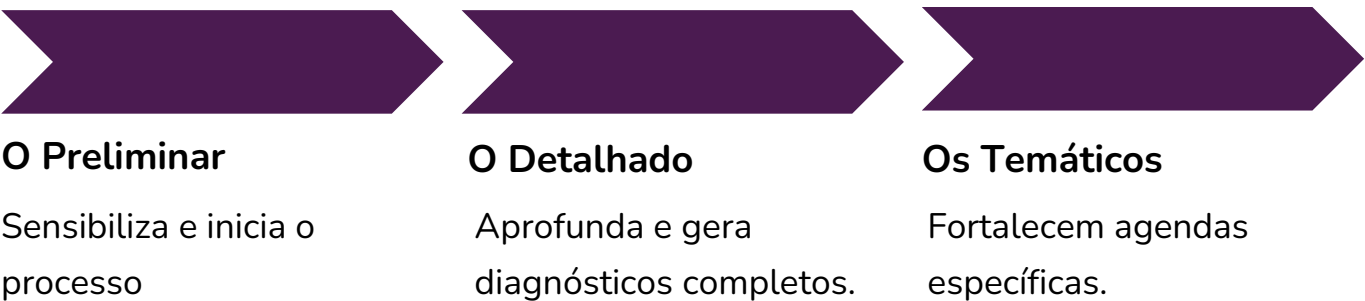 O Preliminar
Sensibiliza e inicia o
processo
O Detalhado
Aprofunda e gera
diagnósticos completos.
Os Temáticos
Fortalecem agendas
específicas.